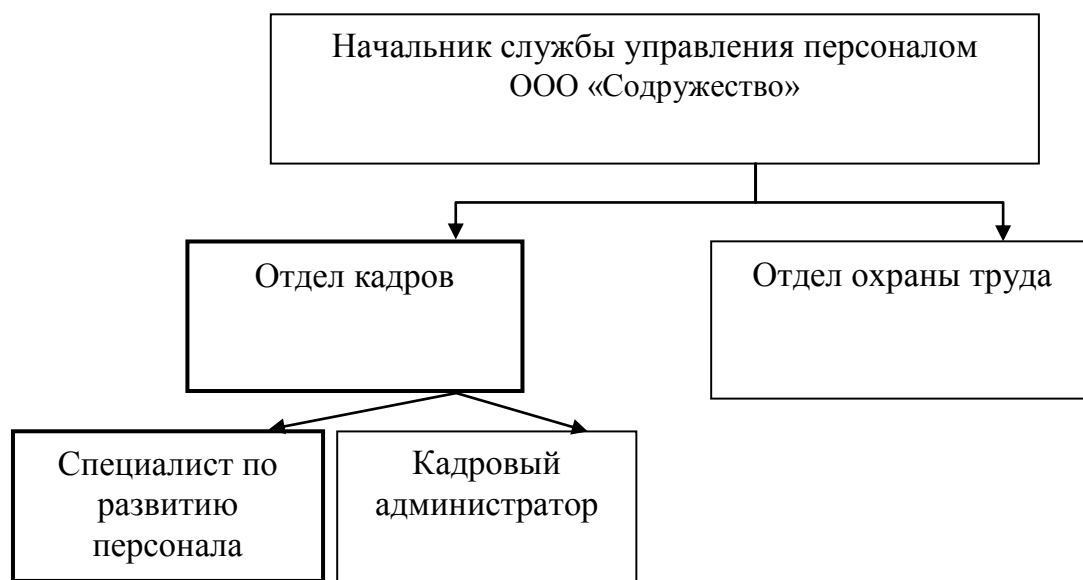 Начальник службы управления персоналом
ООО «Содружество»
Отдел кадров
Отдел охраны труда
Специалист по
развитию
персонала
Кадровый
администратор